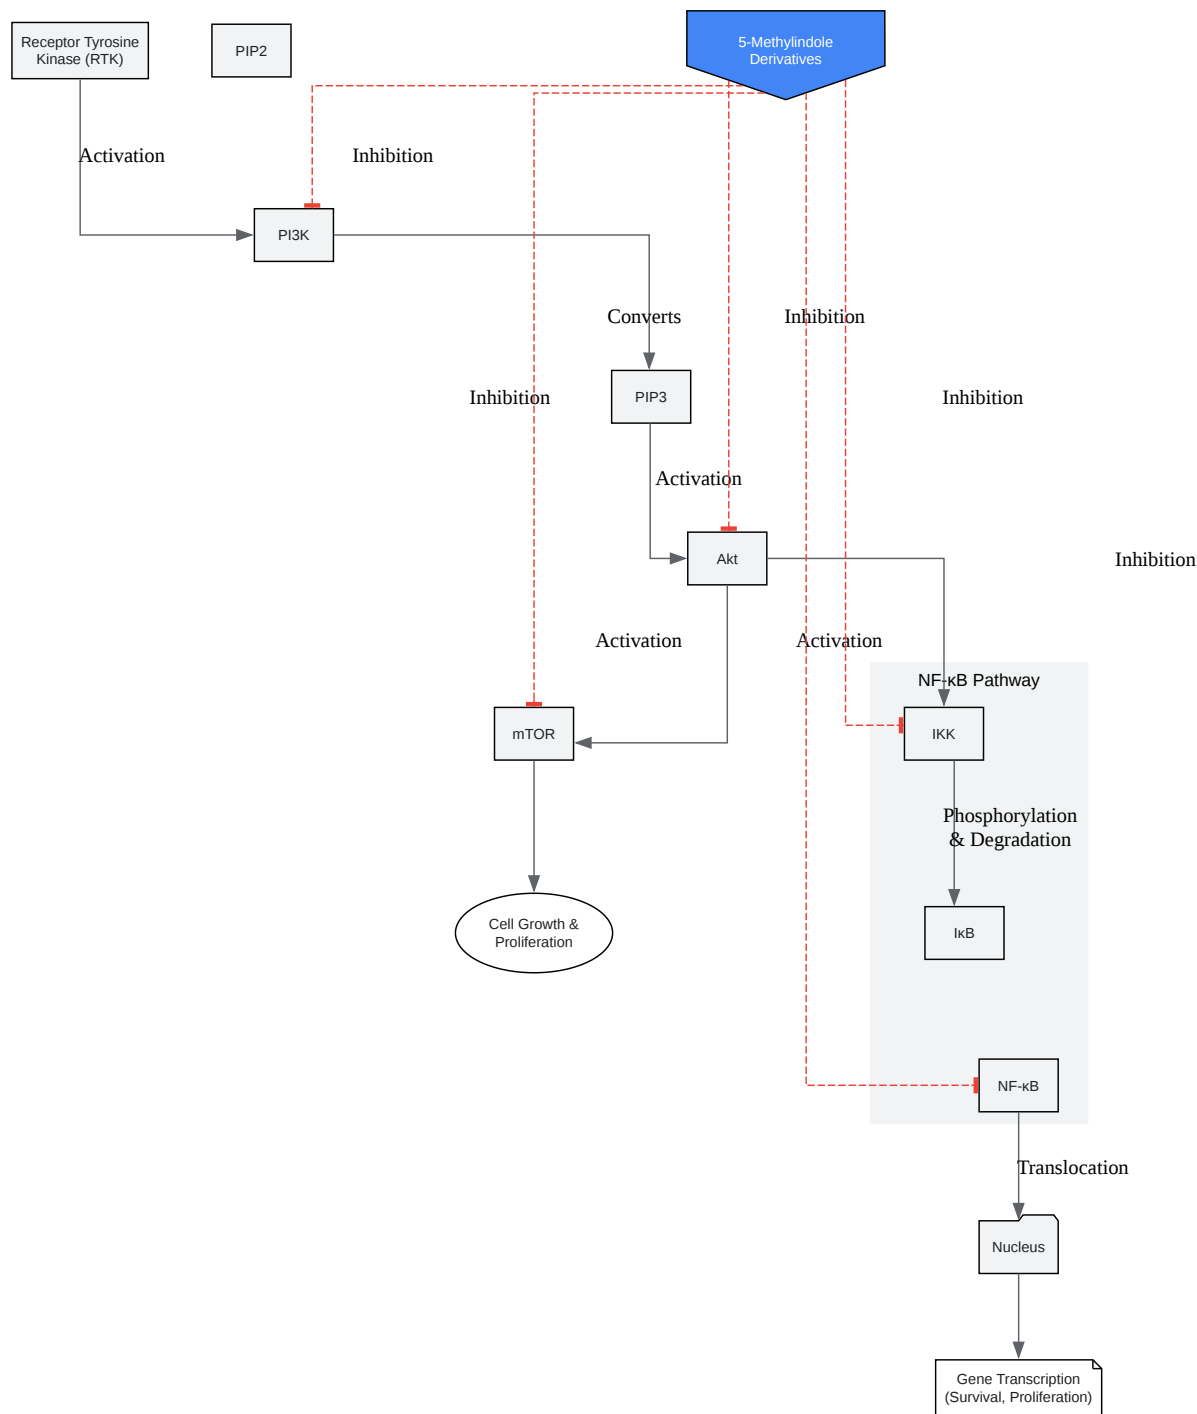 Receptor Tyrosine
Kinase (RTK)
PIP2
5-Methylindole
Derivatives
Activation
Inhibition
PI3K
Converts
Inhibition
Inhibition
PIP3
Inhibition
Activation
Akt
Inhibition
Activation
Activation
NF-κB Pathway
mTOR
IKK
Phosphorylation
& Degradation
Cell Growth &
Proliferation
IκB
NF-κB
Translocation
Nucleus
Gene Transcription
(Survival, Proliferation)